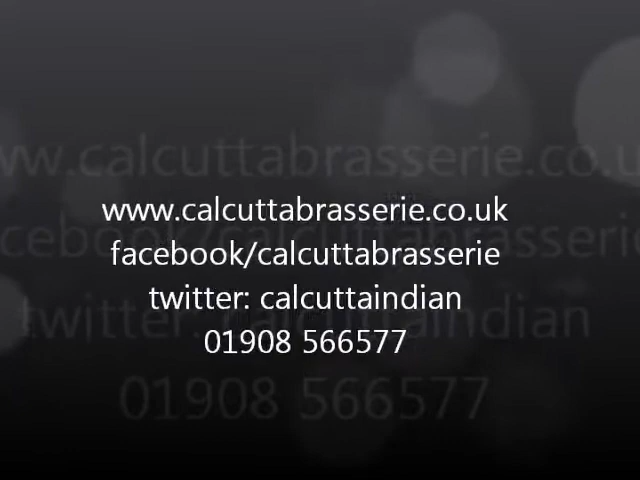 www.calcuttabrasserie.co.uk
facebook/calcuttabrasserie
twitter: calcuttaindian
01908 566577